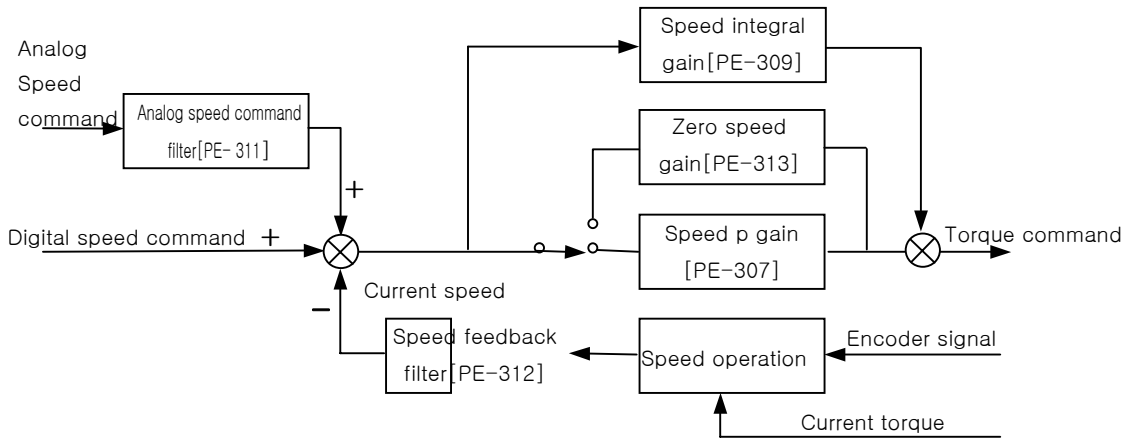 Analog
Speed
command
Analog speed command
filter[PE- 311]
+
Digital speed command +
Speed integral
gain[PE-309]
Zero speed
gain[PE-313]
Speed p gain
[PE-307]
Torque command
−
Current speed
Speed feedback
filter[PE-312]
Speed operation
Encoder signal
Current torque